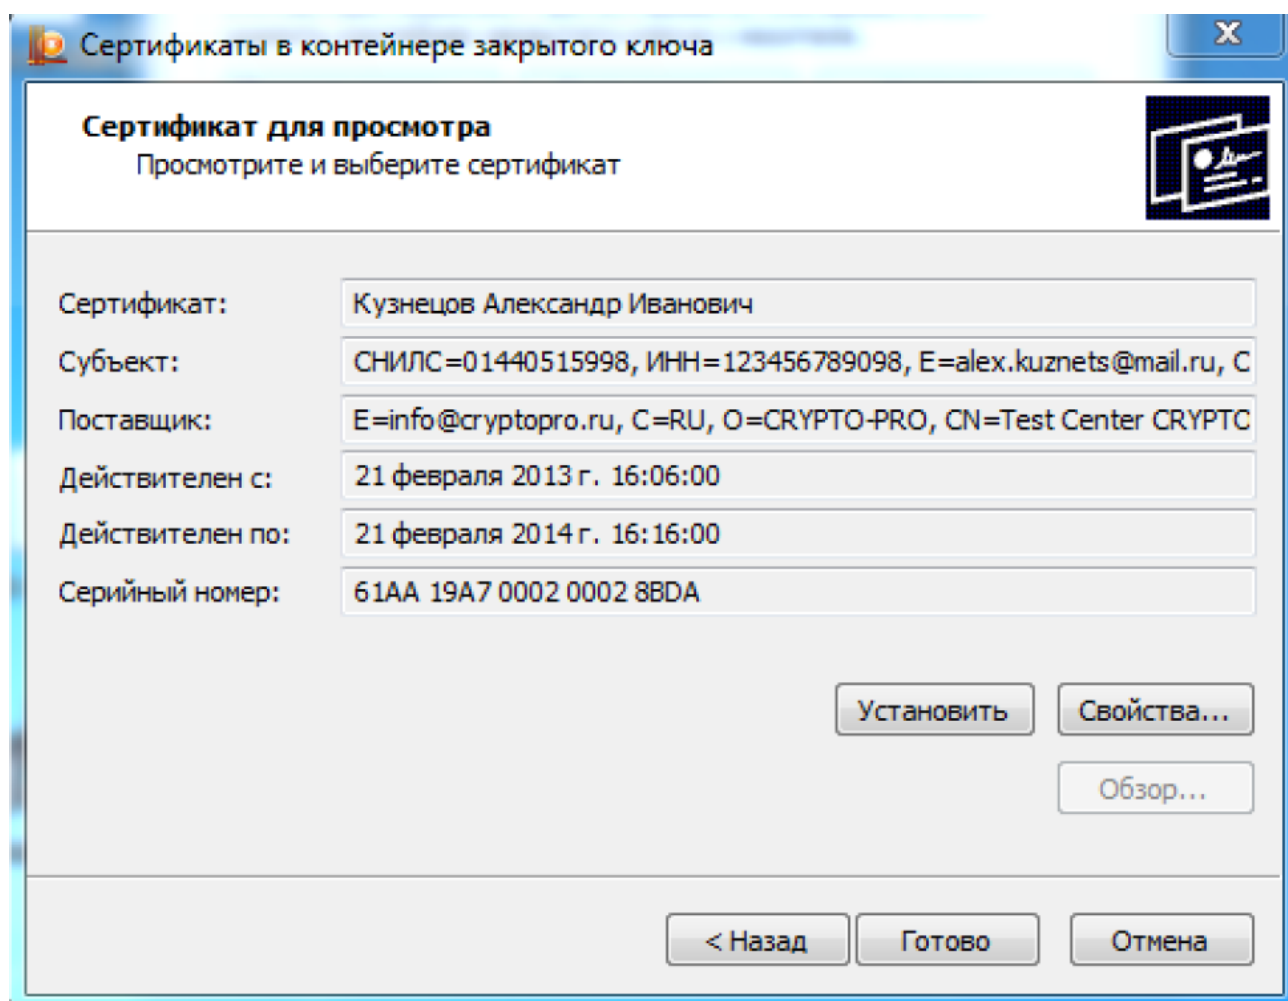 Сертификаты в контейнере закрытого ключа
Сертификат для просмотра
Просмотрите и выберите сертификат
Сертификат: Кузнецов Александр Иванович
Субъект: СНИЛС=01440515998, ИНН=123456789098, E=alex.kuznets@mail.ru, C
Поставщик: E=info@cryptopro.ru, C=RU, O=CRYPTO-PRO, CN=Test Center CRYPTO
Действителен с: 21 февраля 2013 г. 16:06:00
Действителен по: 21 февраля 2014 г. 16:16:00
Серийный номер: 61AA 19A7 0002 0002 8BDA
Установить Свойства...
Обзор...
< Назад Готово Отмена